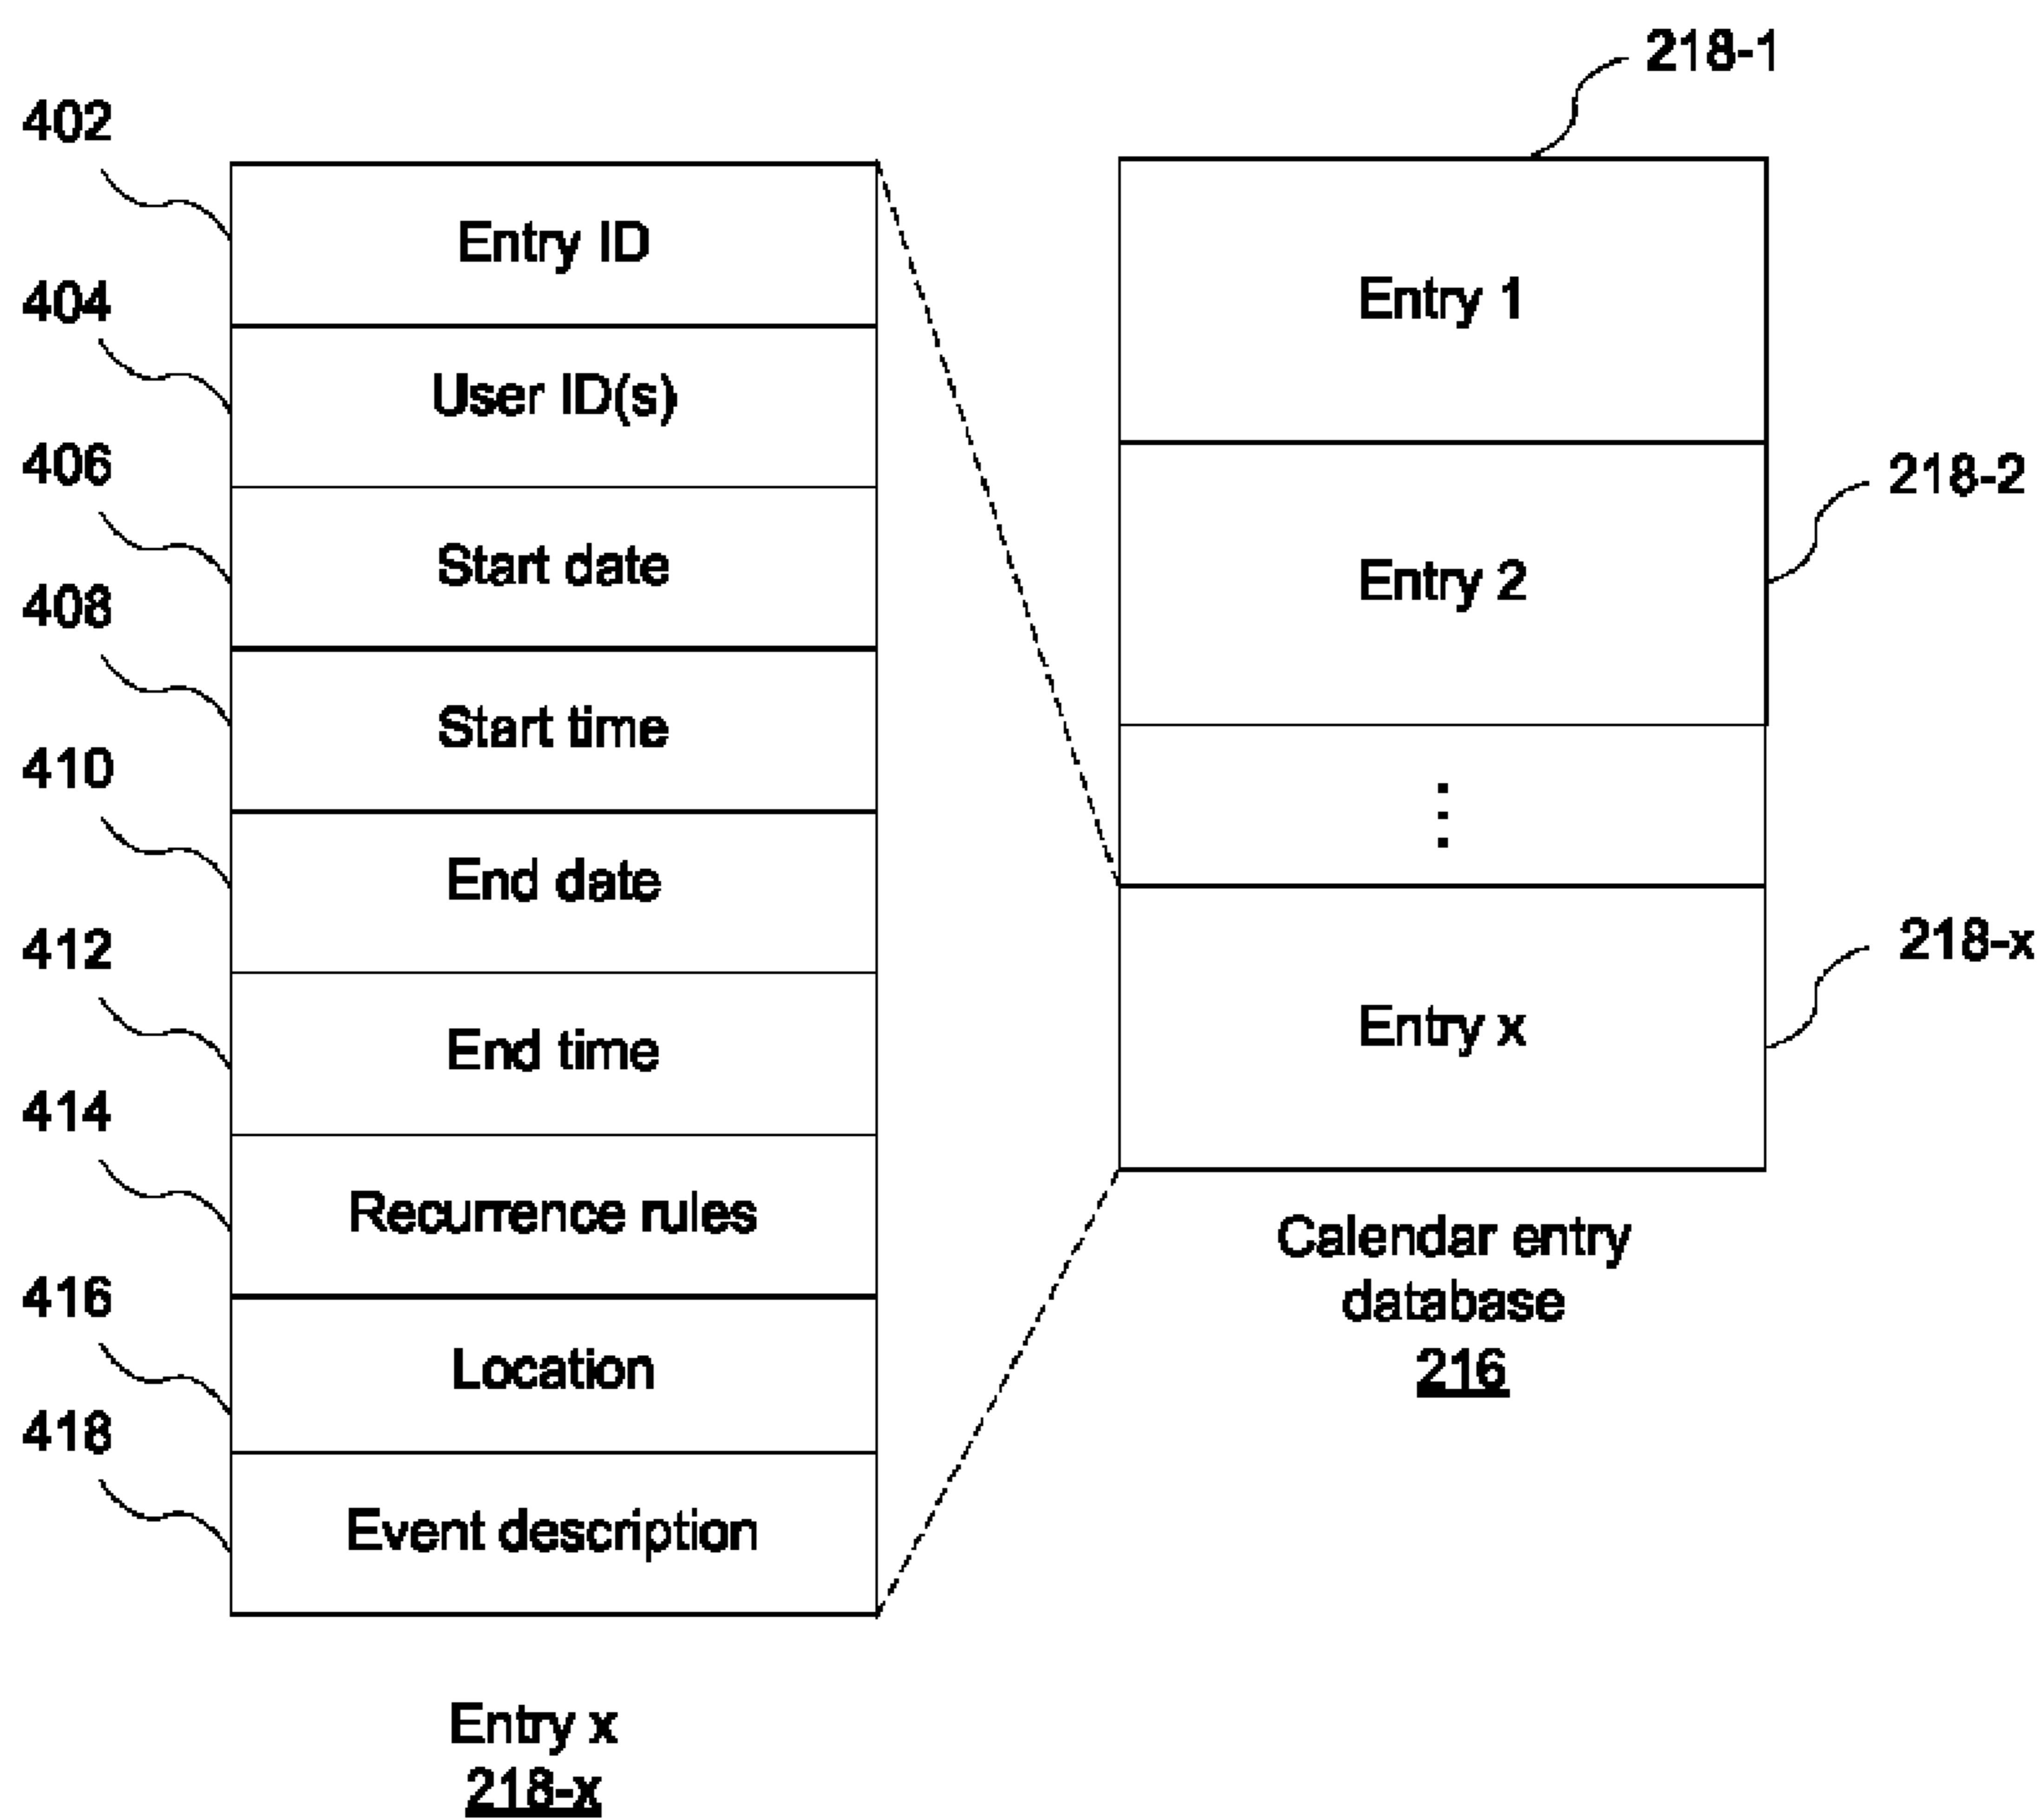 402
Entry ID
404
User ID(s)
406
Start date
408
Start time
410
End date
412
End time
414
Recurrence rules
416
Location
418
Event description
Entry x
218-x
218-1
Entry 1
218-2
Entry 2
⋮
218-x
Entry x
Calendar entry
database
216